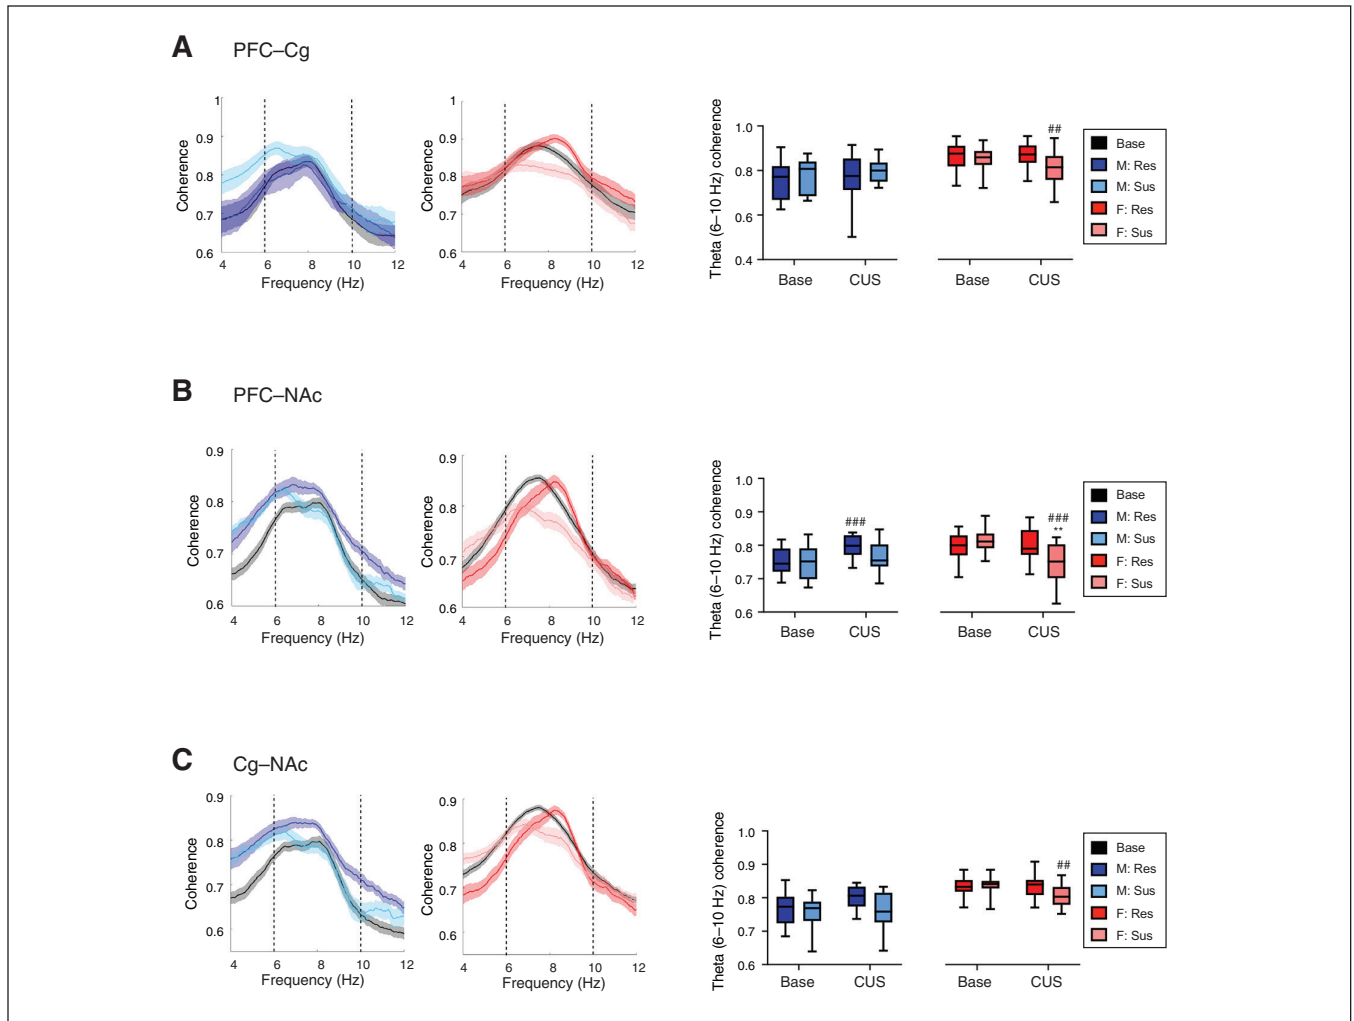 A PFC–Cg
1
0.9
0.8
0.7
0.6
Coherence
4 6 8 10 12
Frequency (Hz)
1
0.9
0.8
0.7
0.6
Coherence
4 6 8 10 12
Frequency (Hz)
1.0
0.8
0.6
0.4
Theta (6–10 Hz) coherence
##
Base CUS Base CUS
Base
M: Res
M: Sus
F: Res
F: Sus
B PFC–NAc
0.9
0.8
0.7
0.6
Coherence
4 6 8 10 12
Frequency (Hz)
0.9
0.8
0.7
0.6
Coherence
4 6 8 10 12
Frequency (Hz)
1.0
0.9
0.8
0.7
0.6
Theta (6–10 Hz) coherence
###
###
**
Base CUS Base CUS
Base
M: Res
M: Sus
F: Res
F: Sus
C Cg–NAc
0.9
0.8
0.7
0.6
Coherence
4 6 8 10 12
Frequency (Hz)
0.9
0.8
0.7
0.6
Coherence
4 6 8 10 12
Frequency (Hz)
1.0
0.9
0.8
0.7
0.6
Theta (6–10 Hz) coherence
##
Base CUS Base CUS
Base
M: Res
M: Sus
F: Res
F: Sus